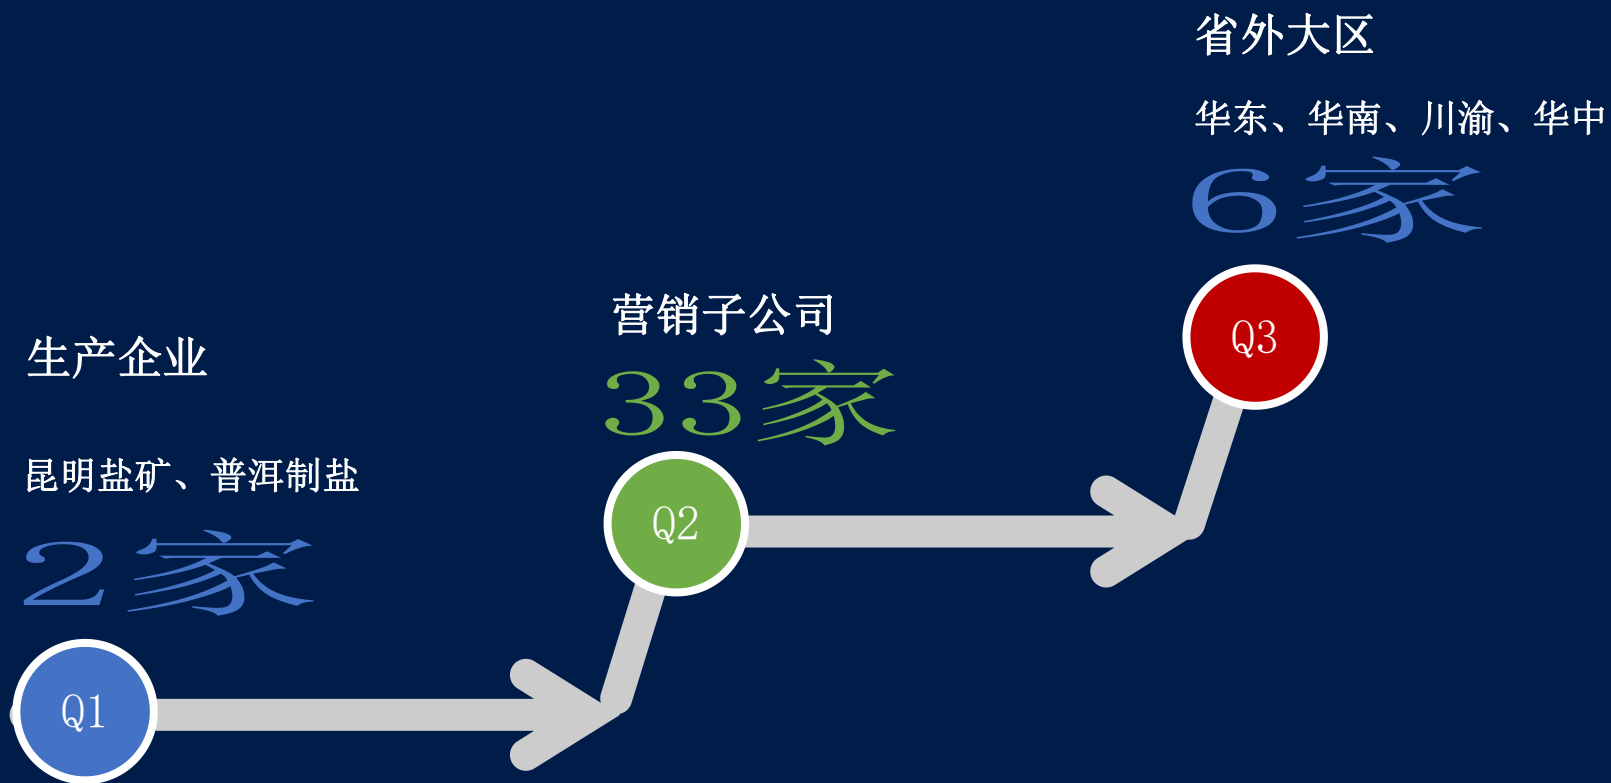 生产企业
昆明盐矿、普洱制盐
2家
Q1
营销子公司
33家
Q2
省外大区
华东、华南、川渝、华中
6家
Q3